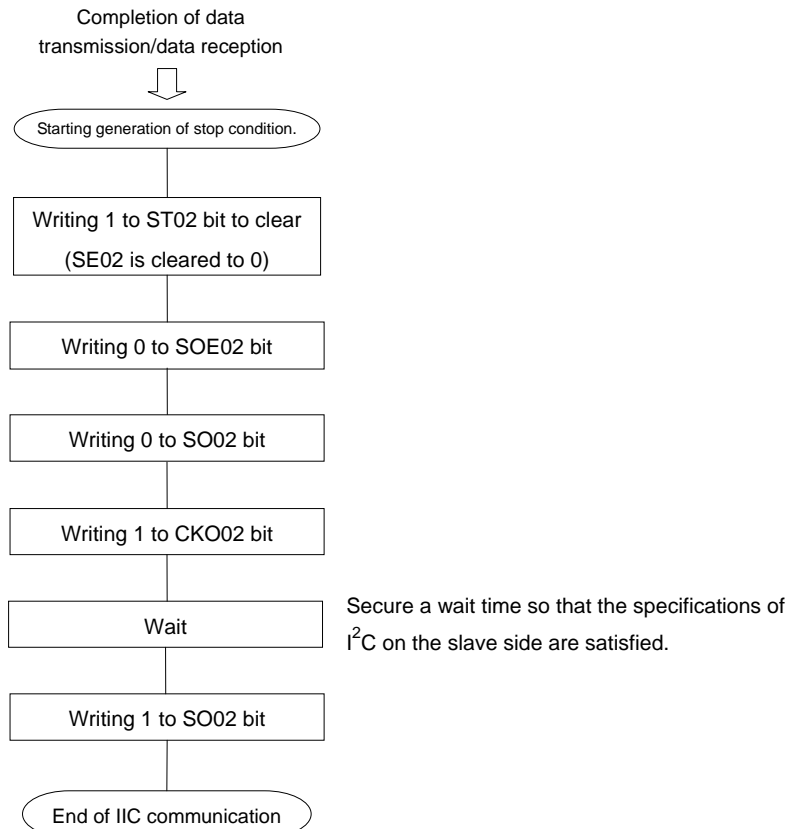 Completion of data
transmission/data reception
Starting generation of stop condition.
Writing 1 to ST02 bit to clear
(SE02 is cleared to 0)
Writing 0 to SOE02 bit
Writing 0 to SO02 bit
Writing 1 to CKO02 bit
Wait
Secure a wait time so that the specifications of
I²C on the slave side are satisfied.
Writing 1 to SO02 bit
End of IIC communication